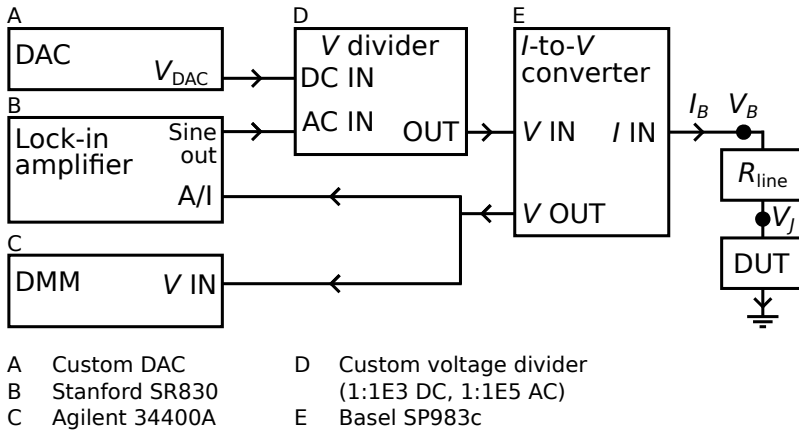 A
DAC
V_DAC
B
Lock-in
amplifier
Sine
out
A/I
C
DMM
V IN
D
V divider
DC IN
AC IN
OUT
E
I-to-V
converter
V IN
I IN
V OUT
I_B
V_B
R_line
V_J
DUT
A Custom DAC
B Stanford SR830
C Agilent 34400A
D Custom voltage divider
(1:1E3 DC, 1:1E5 AC)
E Basel SP983c